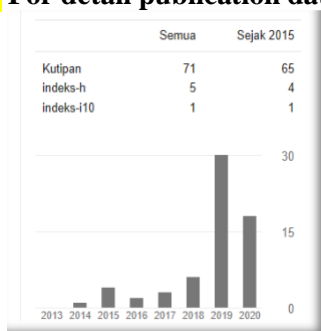 For detail publication da
Semua Sejak 2015
Kutipan 71 65
indeks-h 5 4
indeks-i10 1 1
30
15
0
2013 2014 2015 2016 2017 2018 2019 2020